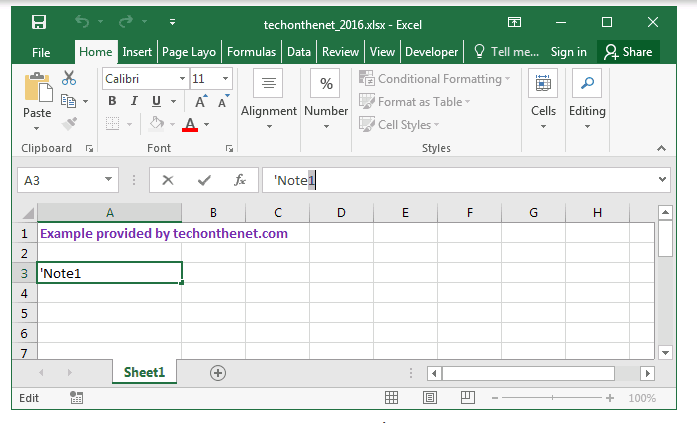 techonthenet_2016.xlsx - Excel
File Home Insert Page Layo Formulas Data Review View Developer Tell me... Sign in Share
Calibri 11
Paste
B I U A A
A
Alignment Number
%
Conditional Formatting
Format as Table
Cell Styles
Cells Editing
Clipboard Font Styles
A3 fx 'Note1
A B C D E F G H
1 Example provided by techonthenet.com
2
3 'Note1
4
5
6
7
Sheet1
Edit 100%